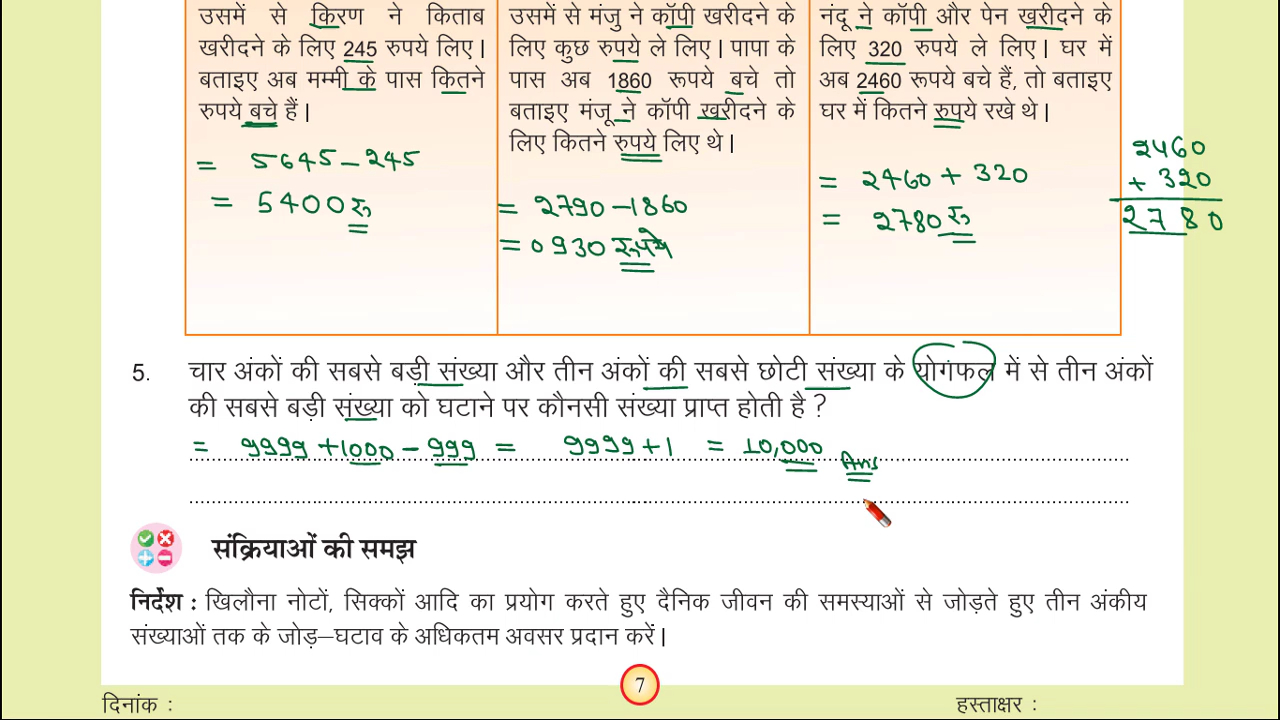 उसमें से किरण ने किताब
खरीदने के लिए 245 रुपये लिए।
बताइए अब मम्मी के पास कितने
रुपये बचे हैं।
= 5645-245
= 5400 रु
उसमें से मंजु ने कॉपी खरीदने के
लिए कुछ रुपये ले लिए। पापा के
पास अब 1860 रूपये बचे तो
बताइए मंजू ने कॉपी खरीदने के
लिए कितने रुपये लिए थे।
= 2790-1860
= 0930 रुपये
नंदू ने कॉपी और पेन खरीदने के
लिए 320 रुपये ले लिए। घर में
अब 2460 रूपये बचे हैं, तो बताइए
घर में कितने रुपये रखे थे।
= 2460 + 320
= 2780 रु
2460
+ 320
2780
5. चार अंकों की सबसे बड़ी संख्या और तीन अंकों की सबसे छोटी संख्या के योगंफल में से तीन अंकों
की सबसे बड़ी संख्या को घटाने पर कौनसी संख्या प्राप्त होती है ?
= 9999 +1000 - 999 = 9999+1 = 10,000 Ans
संक्रियाओं की समझ
निर्देश : खिलौना नोटों, सिक्कों आदि का प्रयोग करते हुए दैनिक जीवन की समस्याओं से जोड़ते हुए तीन अंकीय
संख्याओं तक के जोड़–घटाव के अधिकतम अवसर प्रदान करें।
7
दिनांक :
हस्ताक्षर :